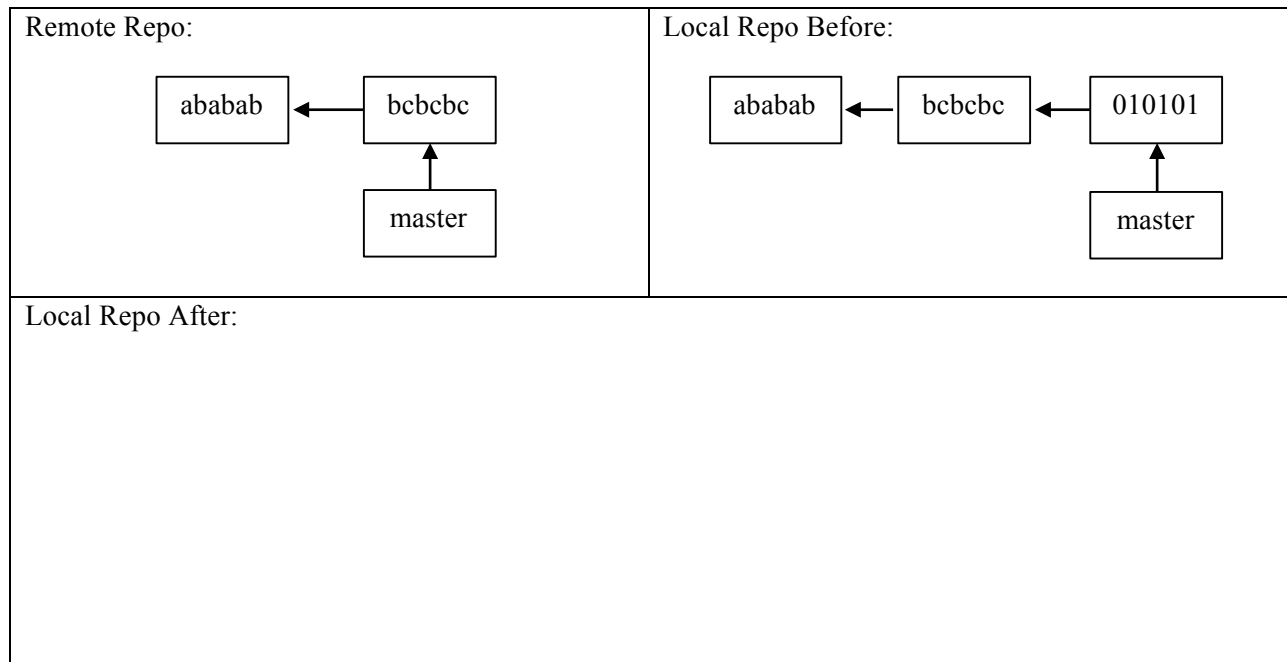 Remote Repo:
ababab
bcbcbc
master
Local Repo Before:
ababab
bcbcbc
010101
master
Local Repo After: